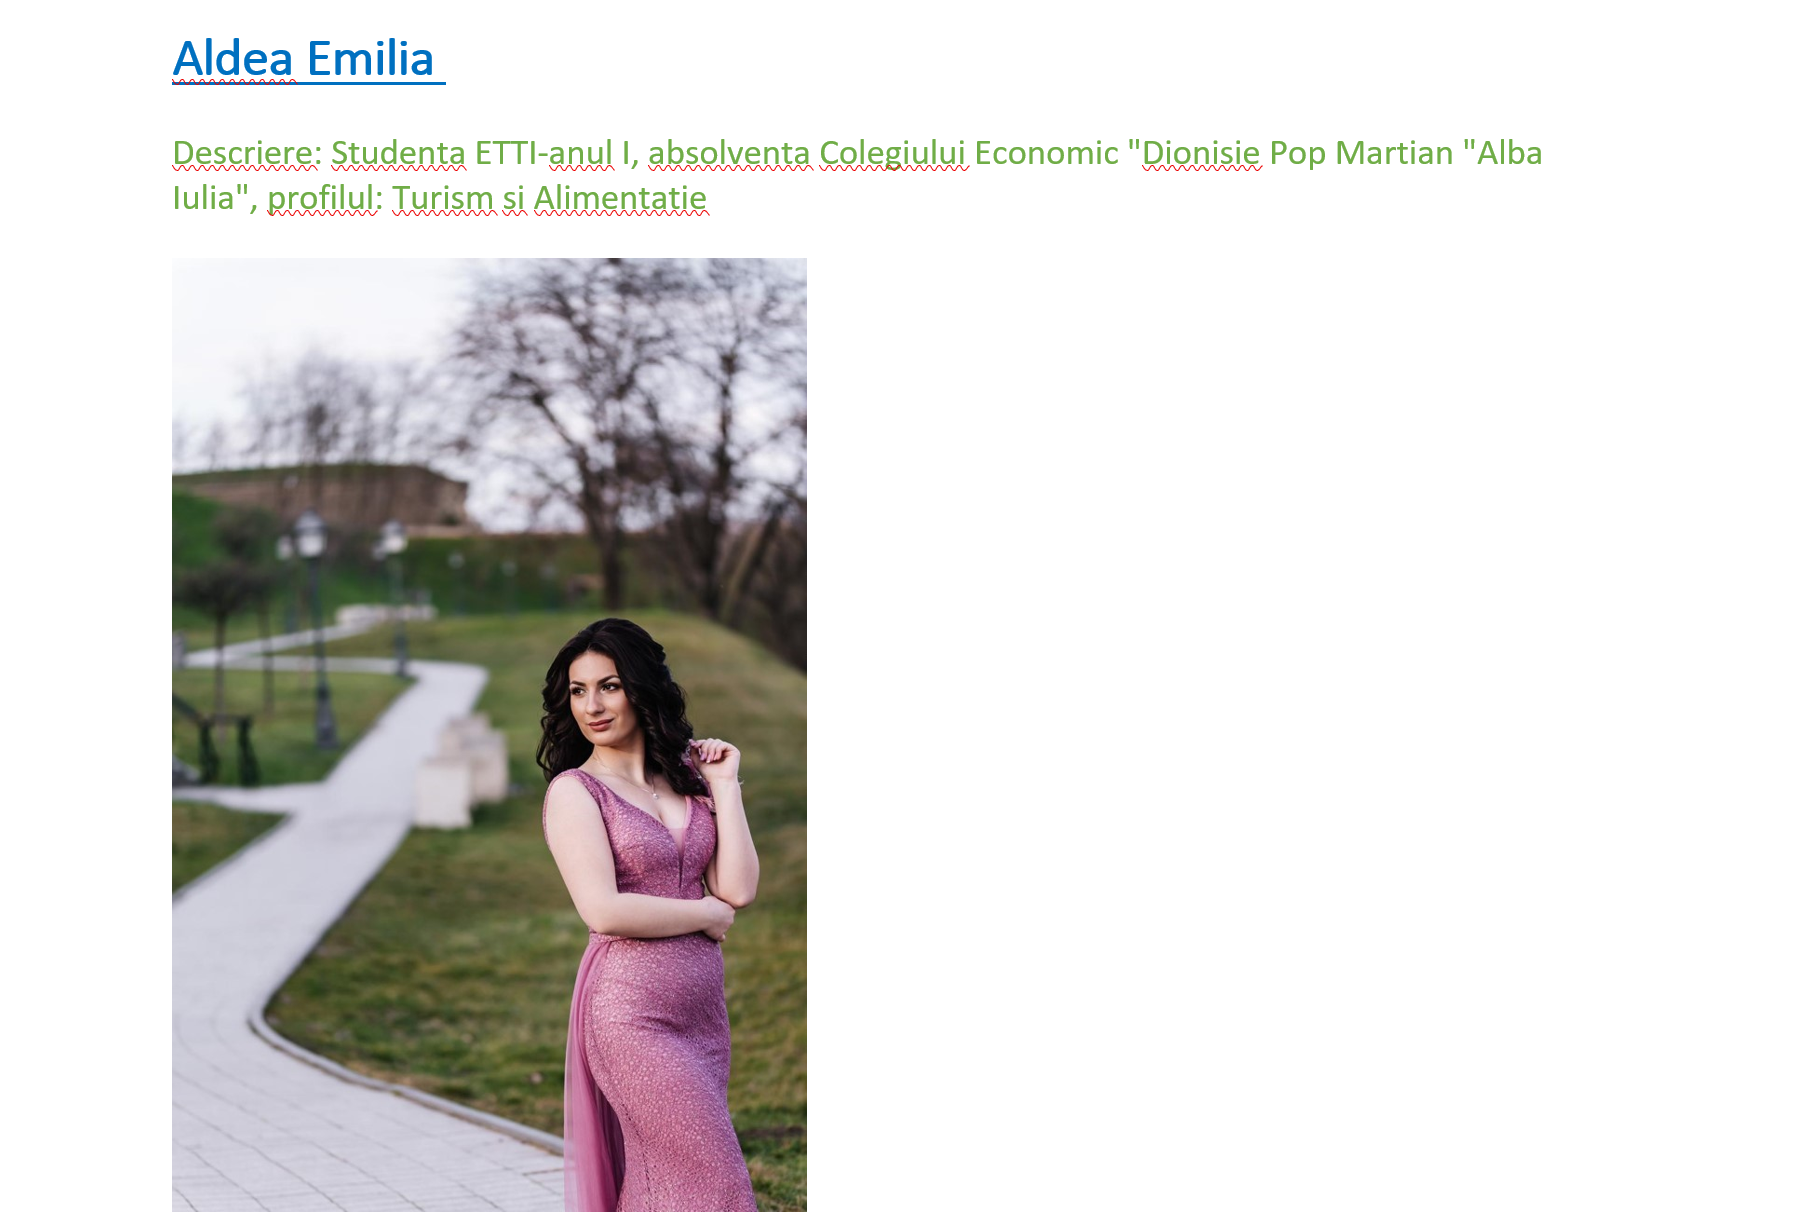 Aldea Emilia
Descriere: Studenta ETTI-anul I, absolventa Colegiului Economic "Dionisie Pop Martian "Alba
Iulia", profilul: Turism si Alimentatie